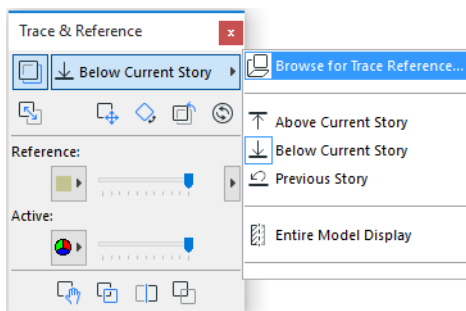 Trace & Reference
x
Below Current Story
Reference:
Active:
Browse for Trace Reference...
Above Current Story
Below Current Story
Previous Story
Entire Model Display